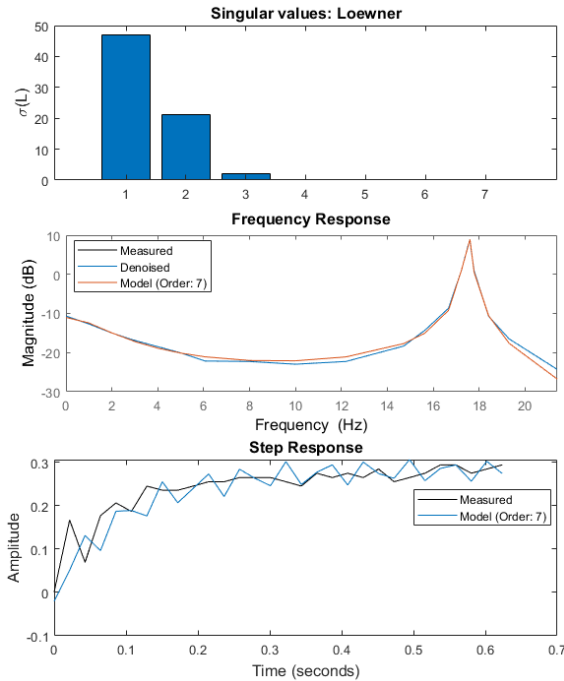 Singular values: Loewner
σ(L)
50
40
30
20
10
0
1 2 3 4 5 6 7
Frequency Response
Magnitude (dB)
10
0
-10
-20
-30
Measured
Denoised
Model (Order: 7)
0 2 4 6 8 10 12 14 16 18 20
Frequency (Hz)
Step Response
Amplitude
0.3
0.2
0.1
0
-0.1
Measured
Model (Order: 7)
0 0.1 0.2 0.3 0.4 0.5 0.6 0.7
Time (seconds)